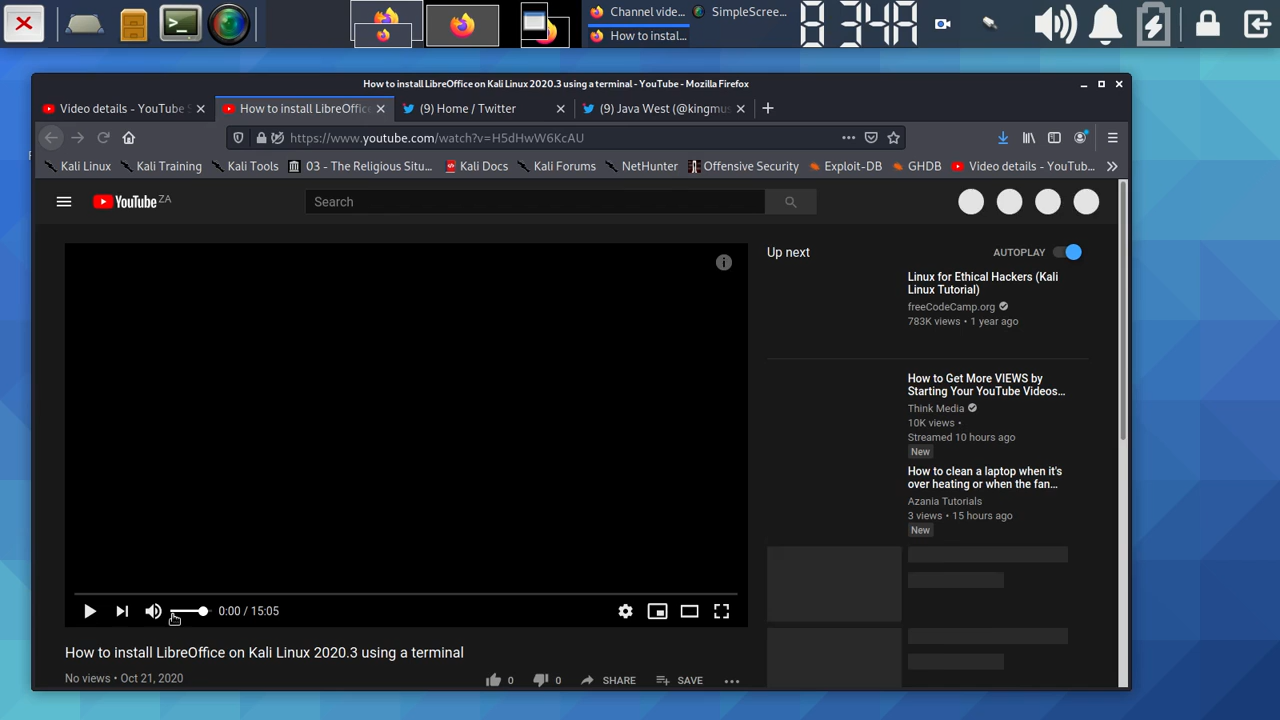 Channel vide...
SimpleScree...
How to instal...
8 34A
How to install LibreOffice on Kali Linux 2020.3 using a terminal - YouTube - Mozilla Firefox
Video details - YouTube S
How to install LibreOffic
(9) Home / Twitter
(9) Java West (@kingmus
https://www.youtube.com/watch?v=H5dHwW6KcAU
Kali Linux
Kali Training
Kali Tools
03 - The Religious Situ...
Kali Docs
Kali Forums
NetHunter
Offensive Security
Exploit-DB
GHDB
Video details - YouTub...
YouTube ZA
Search
Up next
AUTOPLAY
Linux for Ethical Hackers (Kali
Linux Tutorial)
freeCodeCamp.org
783K views • 1 year ago
How to Get More VIEWS by
Starting Your YouTube Videos...
Think Media
10K views •
Streamed 10 hours ago
New
How to clean a laptop when it's
over heating or when the fan...
Azania Tutorials
3 views • 15 hours ago
New
0:00 / 15:05
How to install LibreOffice on Kali Linux 2020.3 using a terminal
No views • Oct 21, 2020
0
0
SHARE
SAVE